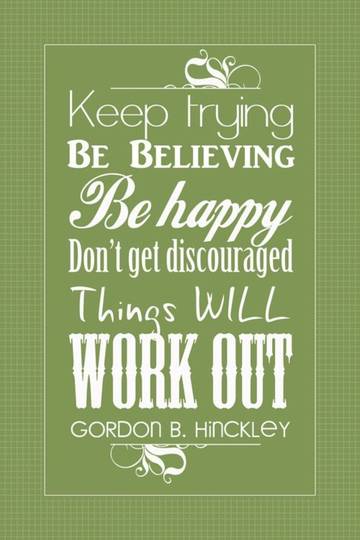 Keep trying
BE BELIEVING
Be happy
Don't get discouraged
Things WILL
WORK OUT
GORDON B. HINCKLEY